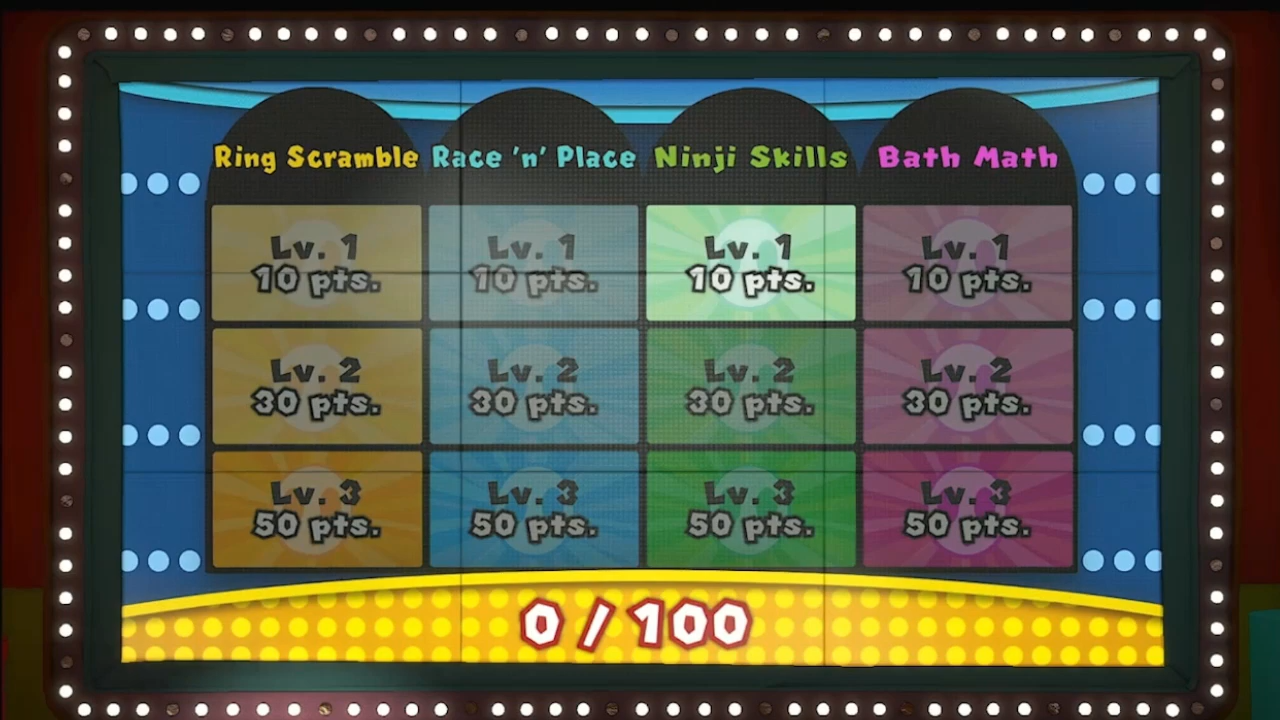 Ring Scramble Race 'n' Place Ninji Skills Bath Math
Lv. 1 Lv. 1 Lv. 1 Lv. 1
10 pts. 10 pts. 10 pts. 10 pts.
Lv. 2 Lv. 2 Lv. 2 Lv. 2
30 pts. 30 pts. 30 pts. 30 pts.
Lv. 3 Lv. 3 Lv. 3 Lv. 3
50 pts. 50 pts. 50 pts. 50 pts.
0 / 100